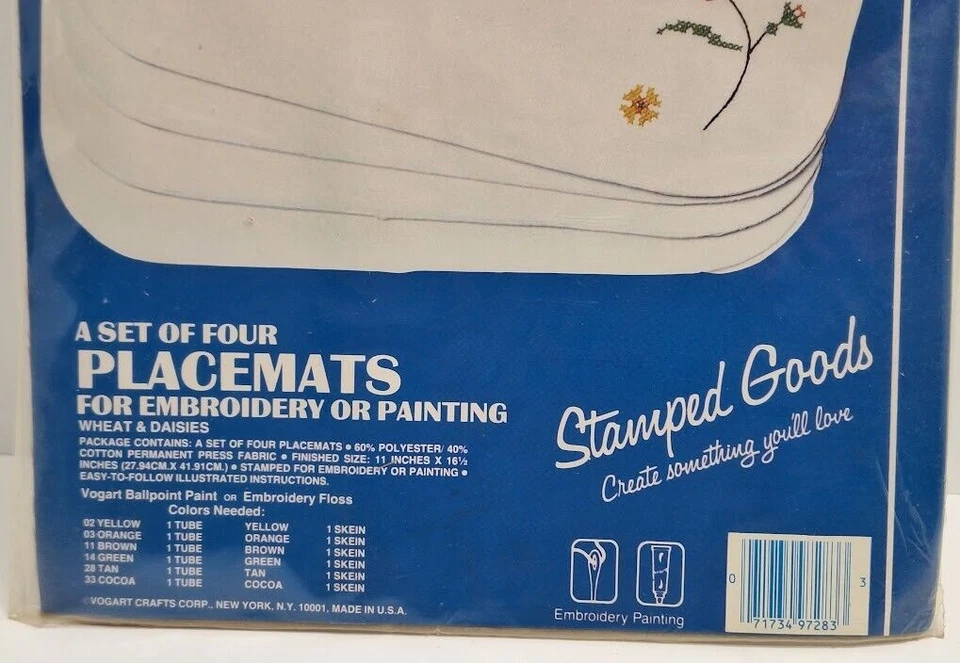 A SET OF FOUR
PLACEMATS
FOR EMBROIDERY OR PAINTING
WHEAT & DAISIES
PACKAGE CONTAINS: A SET OF FOUR PLACEMATS • 60% POLYESTER/ 40%
COTTON PERMANENT PRESS FABRIC • FINISHED SIZE: 11 INCHES X 16½
INCHES (27.94CM.X 41.91CM.) • STAMPED FOR EMBROIDERY OR PAINTING •
EASY-TO-FOLLOW ILLUSTRATED INSTRUCTIONS.
Vogart Ballpoint Paint OR Embroidery Floss
Colors Needed:
02 YELLOW 1 TUBE YELLOW 1 SKEIN
03 ORANGE 1 TUBE ORANGE 1 SKEIN
11 BROWN 1 TUBE BROWN 1 SKEIN
14 GREEN 1 TUBE GREEN 1 SKEIN
28 TAN 1 TUBE TAN 1 SKEIN
33 COCOA 1 TUBE COCOA 1 SKEIN
©VOGART CRAFTS CORP., NEW YORK, N.Y. 10001, MADE IN U.S.A.
Stamped Goods
Create something you'll love
Embroidery Painting
0 71734 97283 3